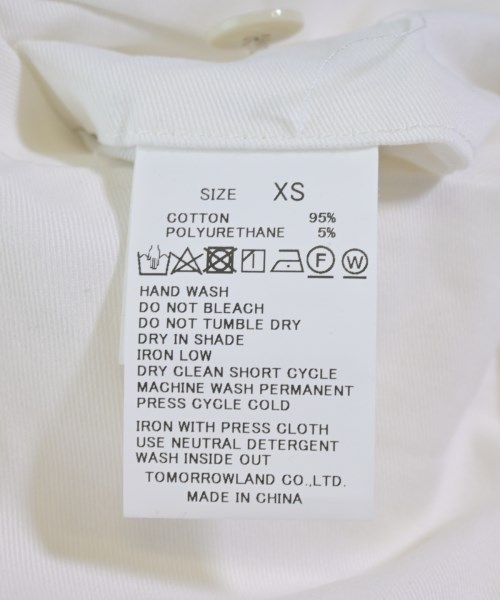 SIZE XS
COTTON 95%
POLYURETHANE 5%
F W
HAND WASH
DO NOT BLEACH
DO NOT TUMBLE DRY
DRY IN SHADE
IRON LOW
DRY CLEAN SHORT CYCLE
MACHINE WASH PERMANENT
PRESS CYCLE COLD
IRON WITH PRESS CLOTH
USE NEUTRAL DETERGENT
WASH INSIDE OUT
TOMORROWLAND CO.,LTD.
MADE IN CHINA